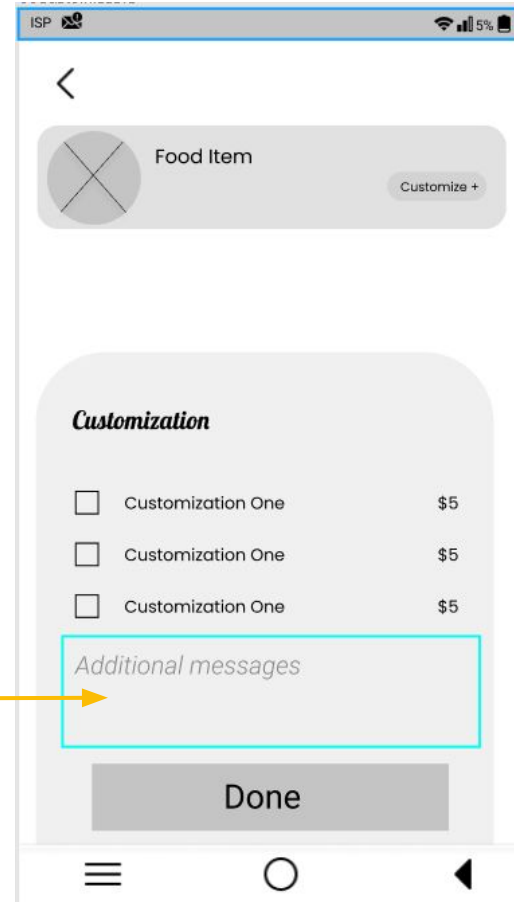 ISP 5%
Food Item
Customize +
Customization
Customization One $5
Customization One $5
Customization One $5
Additional messages
Done